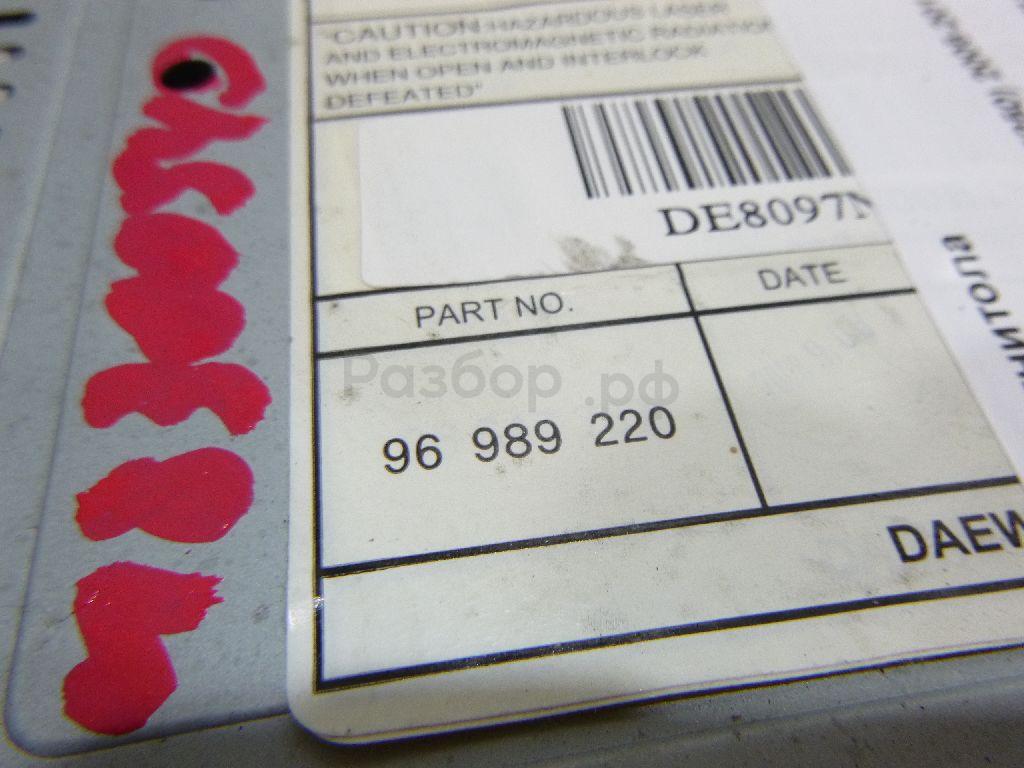 "CAUTION:HAZARDOUS LASER
AND ELECTROMAGNETIC RADIATION
WHEN OPEN AND INTERLOCK
DEFEATED"
DE8097
PART NO.
DATE
Разбор.рф
96 989 220
DAEW